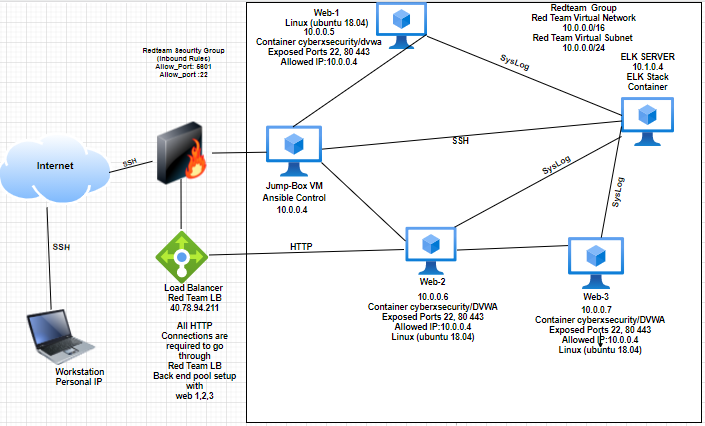 Web-1
Linux (ubuntu 18.04)
10.0.0.5
Container cyberxsecurity/dvwa
Exposed Ports 22, 80 443
Allowed IP:10.0.0.4
Redteam Group
Red Team Virtual Network
10.0.0.0/16
Red Team Virtual Subnet
10.0.0.0/24
ELK SERVER
10.1.0.4
ELK Stack
Container
Redteam Security Group
(Inbound Rules)
Allow_Port: 5601
Allow_port :22
SysLog
Internet
SSH
SSH
SysLog
SysLog
Jump-Box VM
Ansible Control
10.0.0.4
SSH
HTTP
Load Balancer
Red Team LB
40.78.94.211
Web-2
10.0.0.6
Container cyberxsecurity/DVWA
Exposed Ports 22, 80 443
Allowed IP:10.0.0.4
Linux (ubuntu 18.04)
Web-3
10.0.0.7
Container cyberxsecurity/DVWA
Exposed Ports 22, 80 443
Allowed IP:10.0.0.4
Linux (ubuntu 18.04)
All HTTP
Connections are
required to go
through
Red Team LB
Back end pool setup
with
web 1,2,3
Workstation
Personal IP